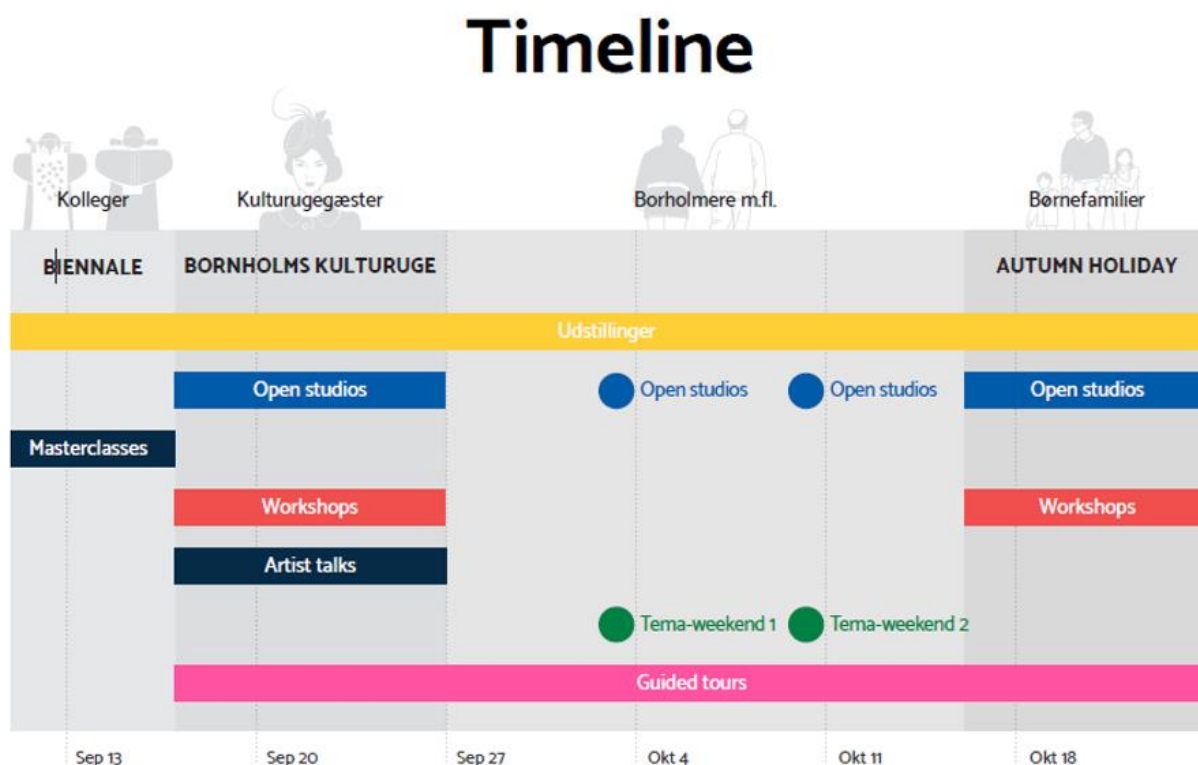 Timeline
Kolleger
Kulturugegæster
Borholmere m.fl.
Børnefamilier
BIENNALE
BORNHOLMS KULTURUGE
AUTUMN HOLIDAY
Udstillinger
Open studios
Open studios
Open studios
Open studios
Masterclasses
Workshops
Workshops
Artist talks
Tema-weekend 1
Tema-weekend 2
Guided tours
Sep 13
Sep 20
Sep 27
Okt 4
Okt 11
Okt 18